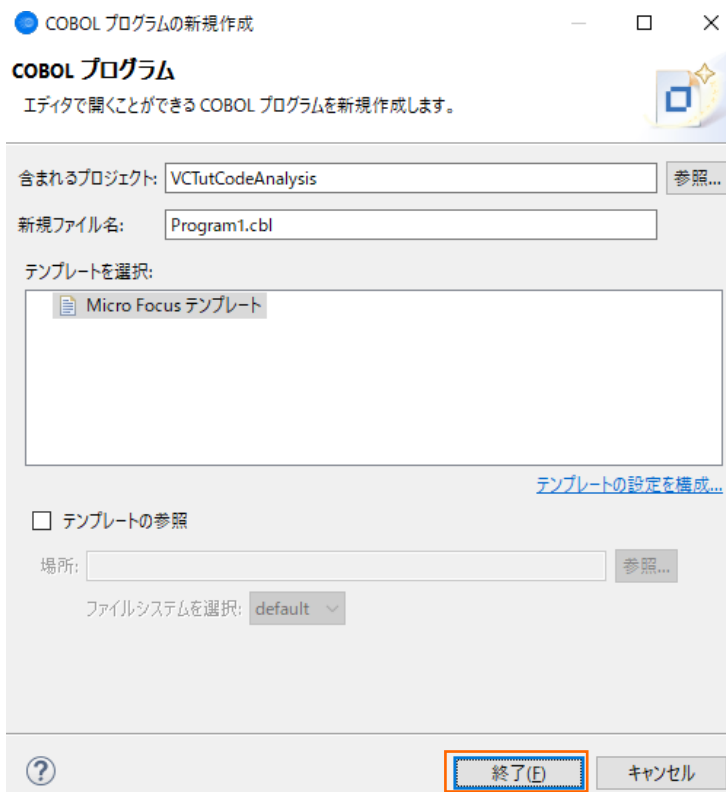 COBOL プログラムの新規作成
COBOL プログラム
エディタで開くことができる COBOL プログラムを新規作成します。
含まれるプロジェクト: VCTutCodeAnalysis 参照...
新規ファイル名: Program1.cbl
テンプレートを選択:
Micro Focus テンプレート
テンプレートの設定を構成...
テンプレートの参照
場所: 参照...
ファイルシステムを選択: default
? 終了(F) キャンセル